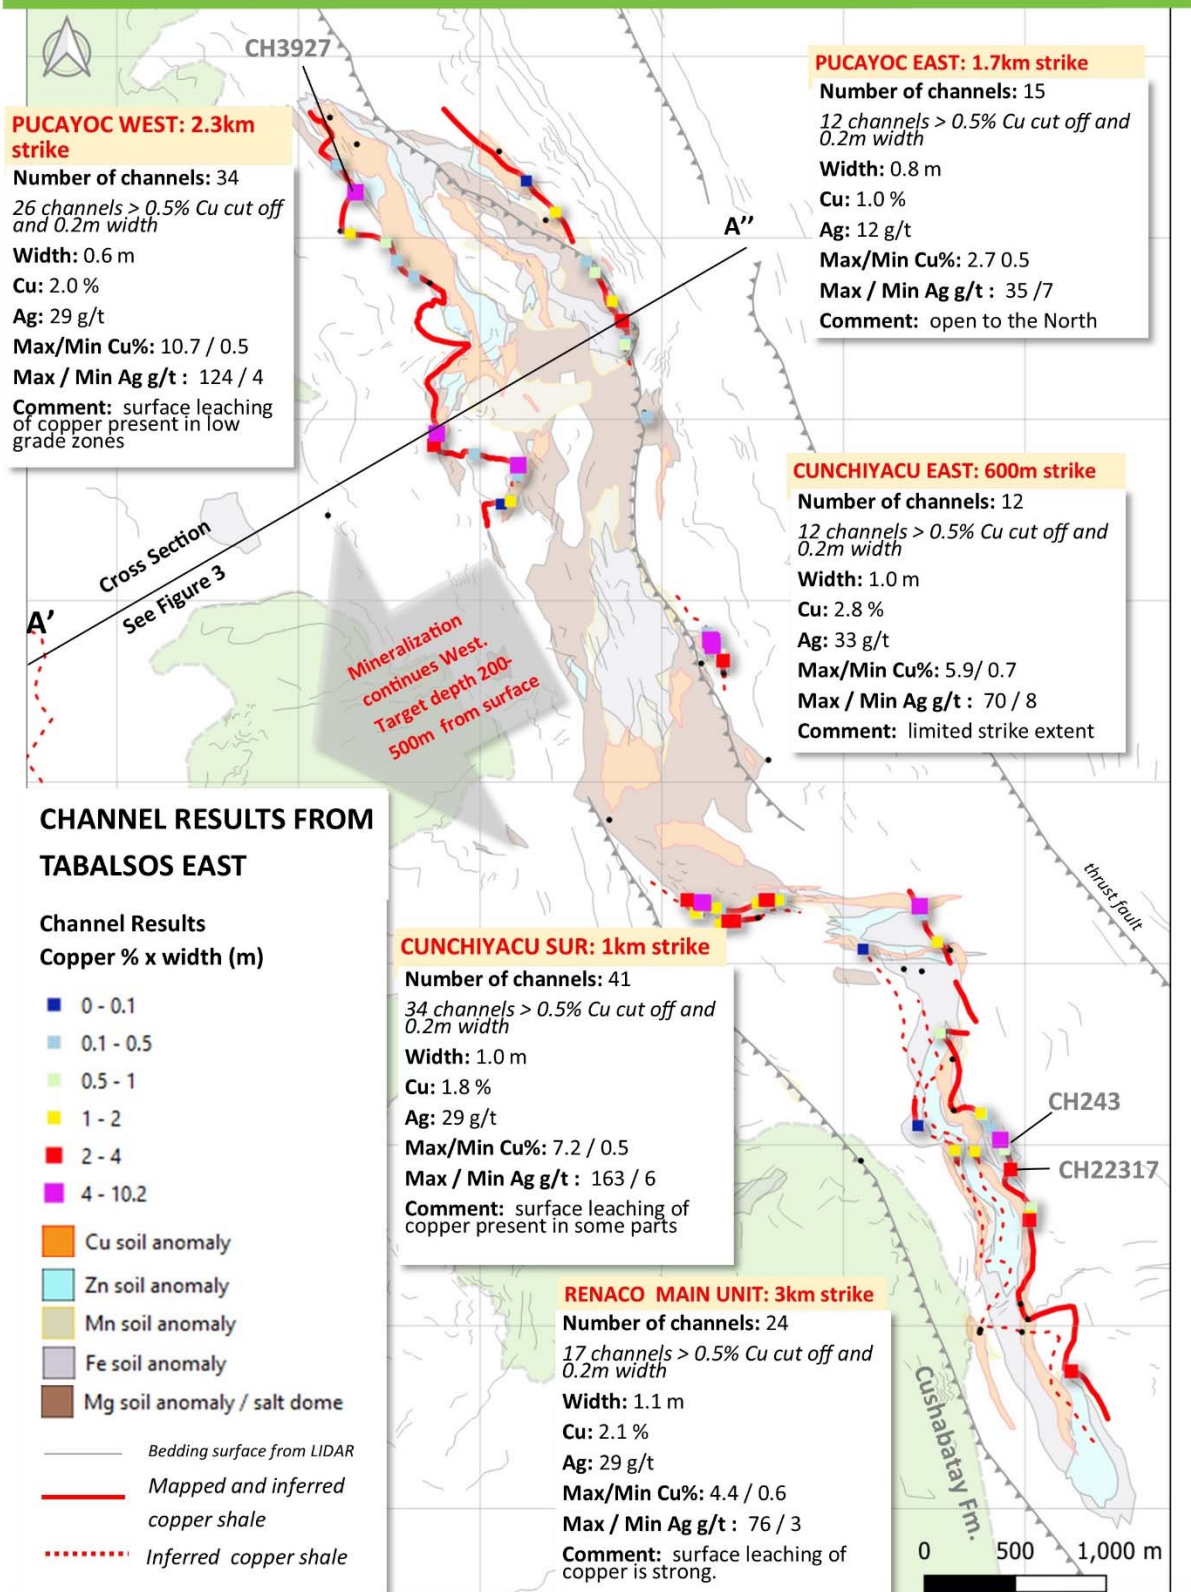 CH3927
PUCAYOC WEST: 2.3km
strike
Number of channels: 34
26 channels > 0.5% Cu cut off
and 0.2m width
Width: 0.6 m
Cu: 2.0 %
Ag: 29 g/t
Max/Min Cu%: 10.7 / 0.5
Max / Min Ag g/t : 124 / 4
Comment: surface leaching
of copper present in low
grade zones
PUCAYOC EAST: 1.7km strike
Number of channels: 15
12 channels > 0.5% Cu cut off and
0.2m width
Width: 0.8 m
Cu: 1.0 %
Ag: 12 g/t
Max/Min Cu%: 2.7 0.5
Max / Min Ag g/t : 35 /7
Comment: open to the North
A''
Cross Section
See Figure 3
A'
CUNCHIYACU EAST: 600m strike
Number of channels: 12
12 channels > 0.5% Cu cut off and
0.2m width
Width: 1.0 m
Cu: 2.8 %
Ag: 33 g/t
Max/Min Cu%: 5.9/ 0.7
Max / Min Ag g/t : 70 / 8
Comment: limited strike extent
Mineralization
continues West.
Target depth 200-
500m from surface
thrust fault
CUNCHIYACU SUR: 1km strike
Number of channels: 41
34 channels > 0.5% Cu cut off and
0.2m width
Width: 1.0 m
Cu: 1.8 %
Ag: 29 g/t
Max/Min Cu%: 7.2 / 0.5
Max / Min Ag g/t : 163 / 6
Comment: surface leaching of
copper present in some parts
CH243
CH22317
RENACO MAIN UNIT: 3km strike
Number of channels: 24
17 channels > 0.5% Cu cut off and
0.2m width
Width: 1.1 m
Cu: 2.1 %
Ag: 29 g/t
Max/Min Cu%: 4.4 / 0.6
Max / Min Ag g/t : 76 / 3
Comment: surface leaching of
copper is strong.
Cushabatay Fm.
CHANNEL RESULTS FROM
TABALSOS EAST
Channel Results
Copper % x width (m)
0 - 0.1
0.1 - 0.5
0.5 - 1
1 - 2
2 - 4
4 - 10.2
Cu soil anomaly
Zn soil anomaly
Mn soil anomaly
Fe soil anomaly
Mg soil anomaly / salt dome
Bedding surface from LIDAR
Mapped and inferred
copper shale
Inferred copper shale
0 500 1,000 m